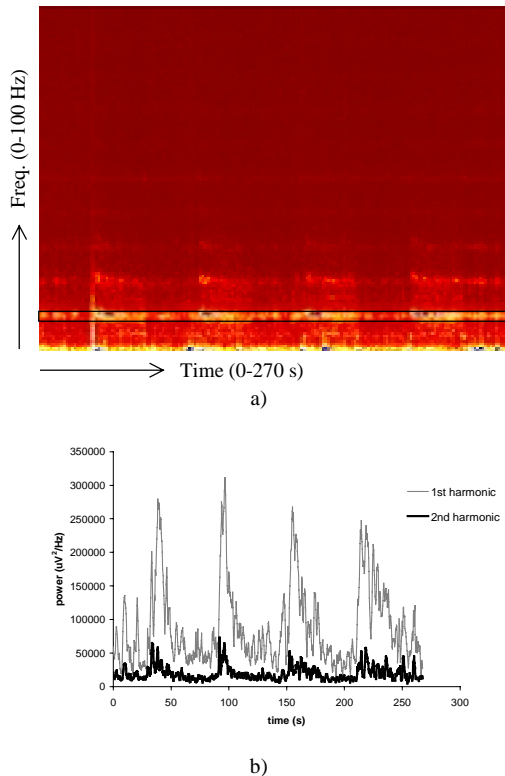 Freq. (0-100 Hz)
Time (0-270 s)
a)
350000
300000
250000
200000
150000
100000
50000
0
power (uV²/Hz)
0
50
100
150
200
250
300
time (s)
1st harmonic
2nd harmonic
b)